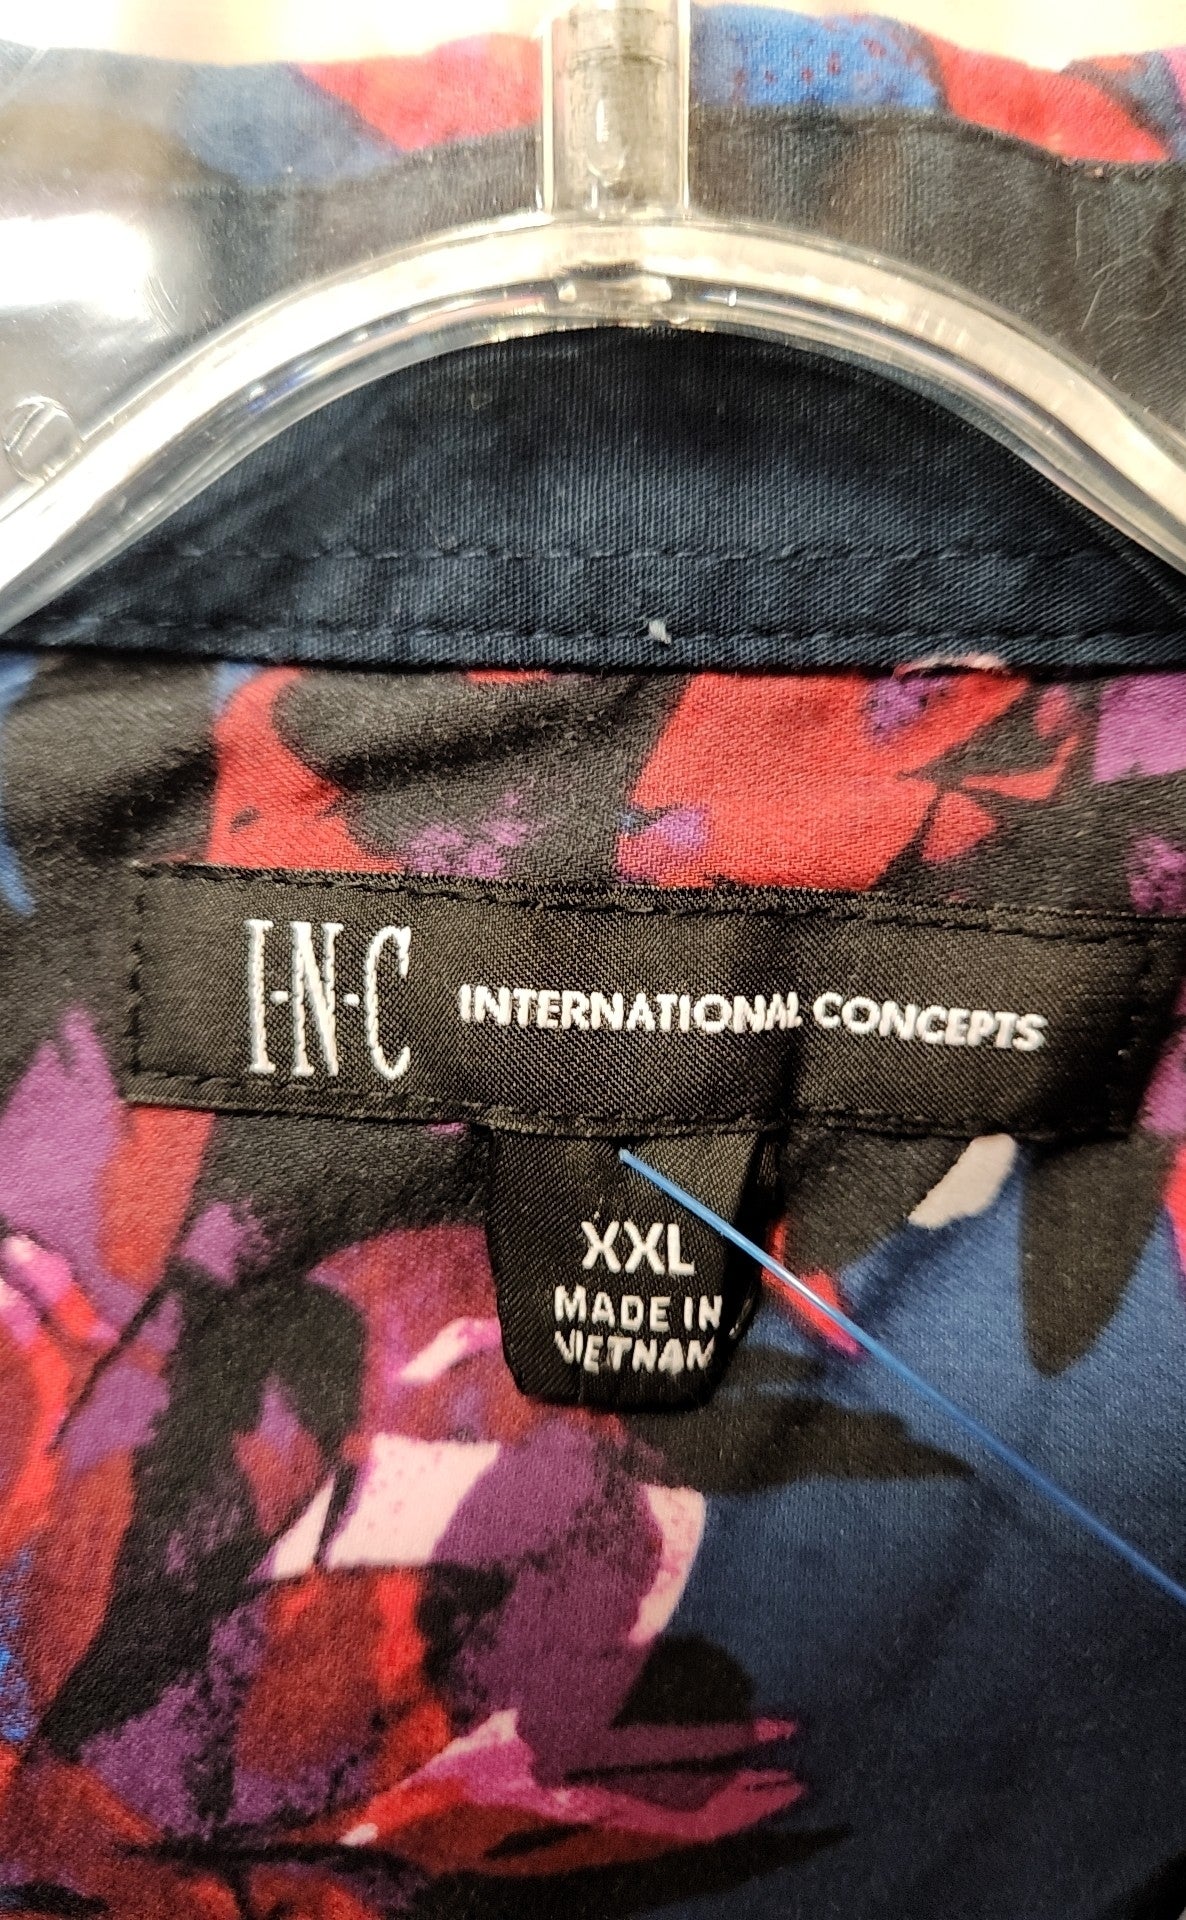 I·N·C INTERNATIONAL CONCEPTS
XXL
MADE IN
VIETNAM